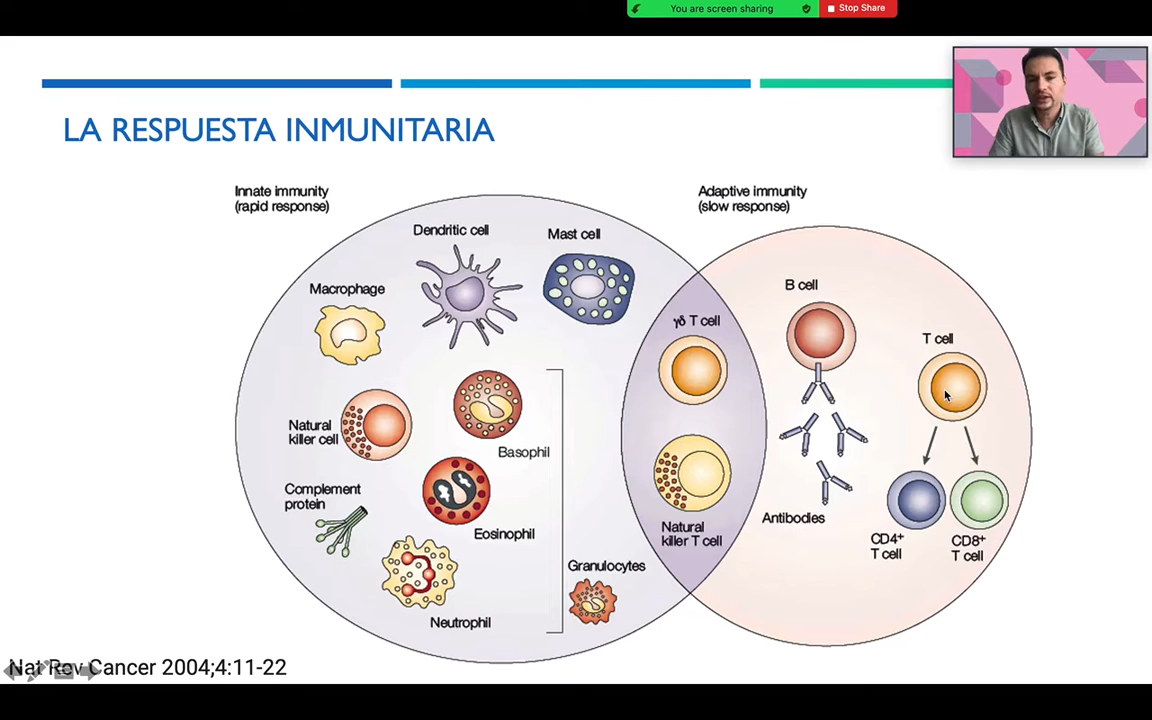 You are screen sharing
Stop Share
LA RESPUESTA INMUNITARIA
Innate immunity
(rapid response)
Adaptive immunity
(slow response)
Dendritic cell
Mast cell
Macrophage
B cell
γδ T cell
T cell
Natural
killer cell
Basophil
Complement
protein
Eosinophil
Antibodies
Natural
killer T cell
CD4⁺
T cell
CD8⁺
T cell
Granulocytes
Neutrophil
Nat Rev Cancer 2004;4:11-22